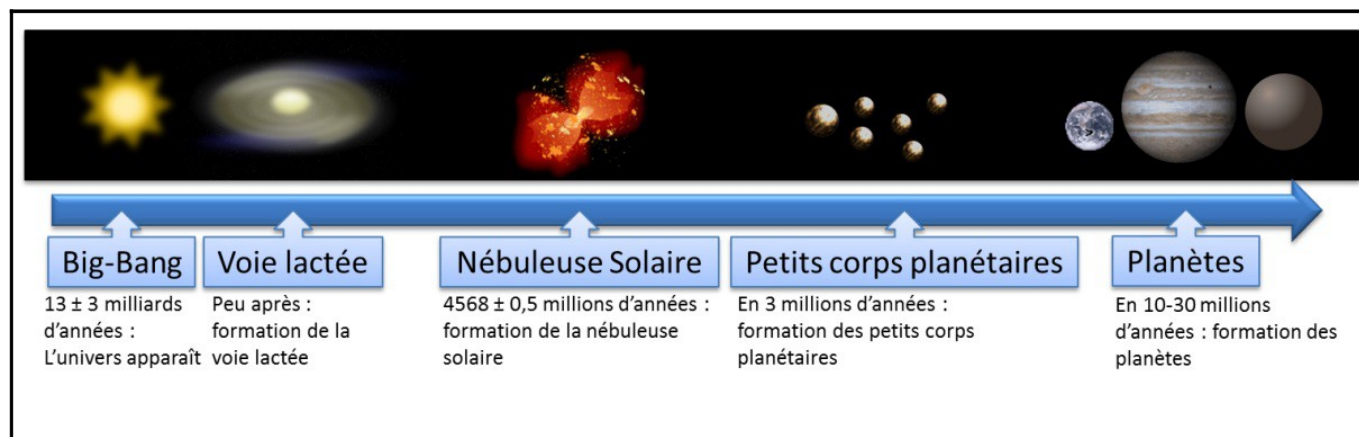 Big-Bang
13 ± 3 milliards
d’années :
L’univers apparaît
Voie lactée
Peu après :
formation de la
voie lactée
Nébuleuse Solaire
4568 ± 0,5 millions d’années :
formation de la nébuleuse
solaire
Petits corps planétaires
En 3 millions d’années :
formation des petits corps
planétaires
Planètes
En 10-30 millions
d’années : formation des
planètes